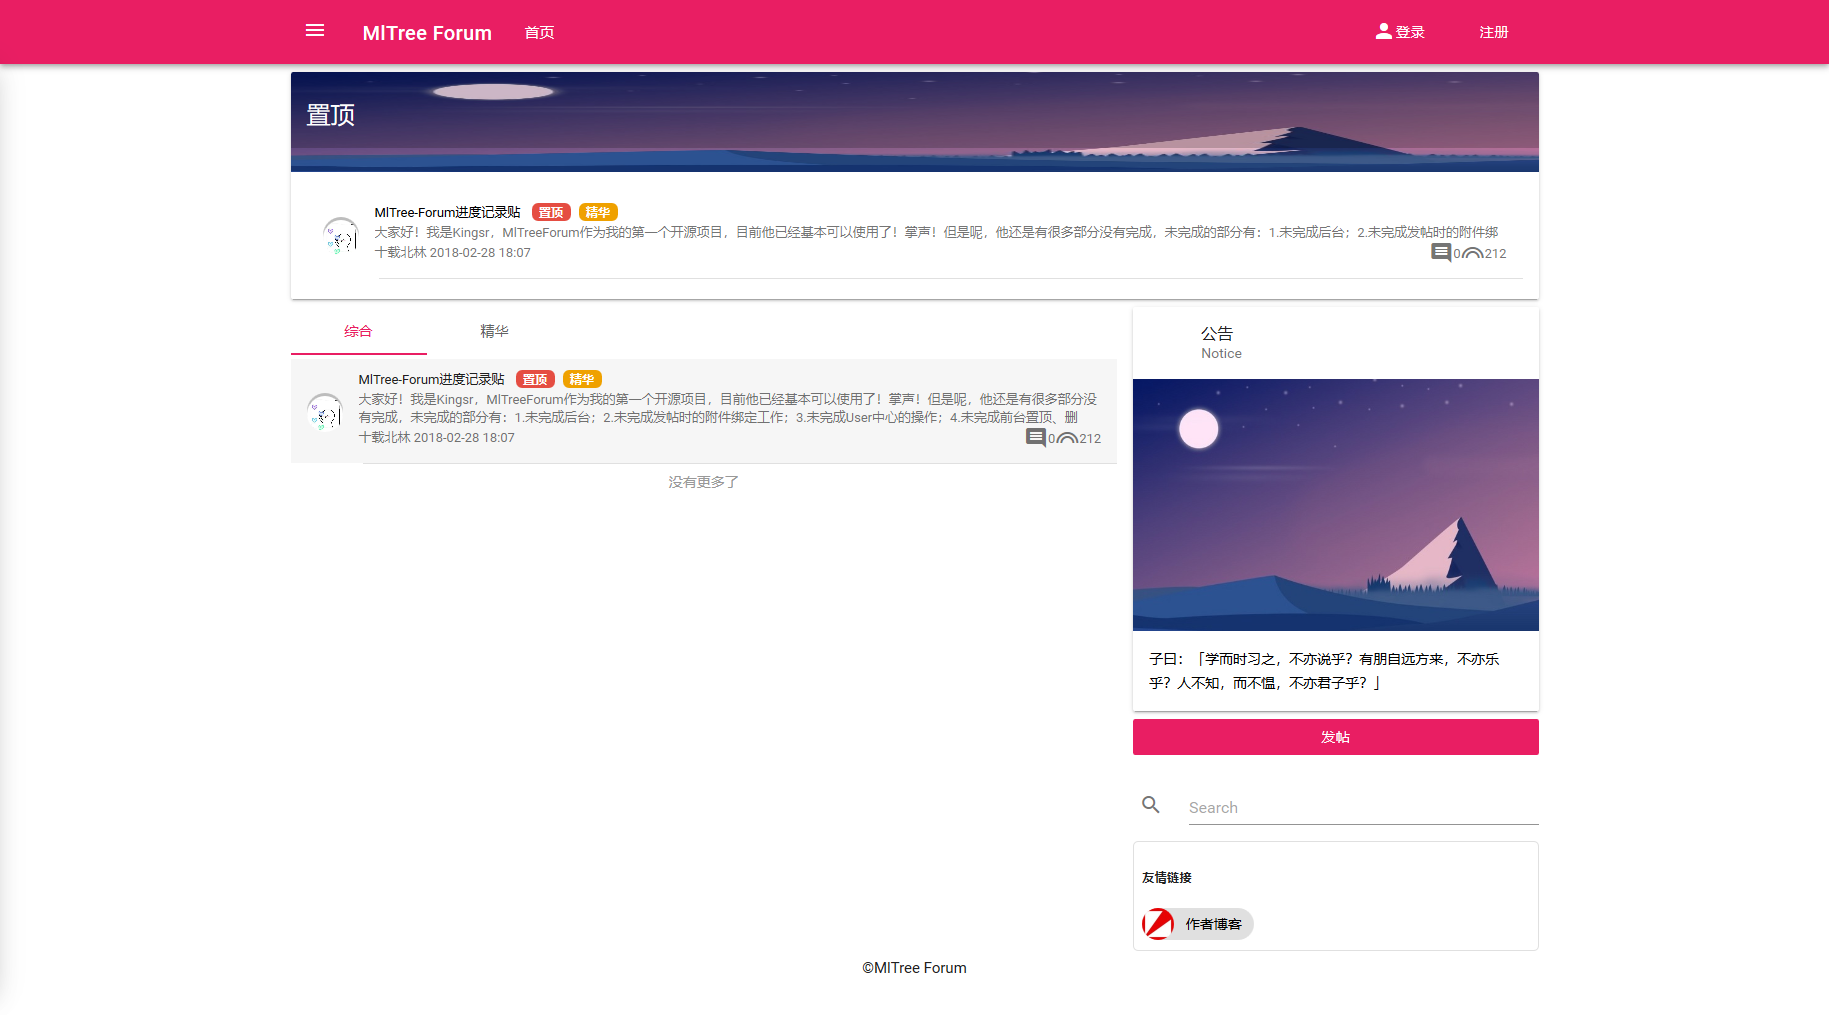 MlTree Forum 首页 登录 注册
置顶
MlTree-Forum进度记录贴 置顶 精华
大家好！我是Kingsr，MlTreeForum作为我的第一个开源项目，目前他已经基本可以使用了！掌声！但是呢，他还是有很多部分没有完成，未完成的部分有：1.未完成后台；2.未完成发帖时的附件绑
十载北林 2018-02-28 18:07 0 212
综合 精华
MlTree-Forum进度记录贴 置顶 精华
大家好！我是Kingsr，MlTreeForum作为我的第一个开源项目，目前他已经基本可以使用了！掌声！但是呢，他还是有很多部分没
有完成，未完成的部分有：1.未完成后台；2.未完成发帖时的附件绑定工作；3.未完成User中心的操作；4.未完成前台置顶、删
十载北林 2018-02-28 18:07 0 212
没有更多了
公告
Notice
子曰：「学而时习之，不亦说乎？有朋自远方来，不亦乐
乎？人不知，而不愠，不亦君子乎？」
发帖
Search
友情链接
作者博客
©MlTree Forum